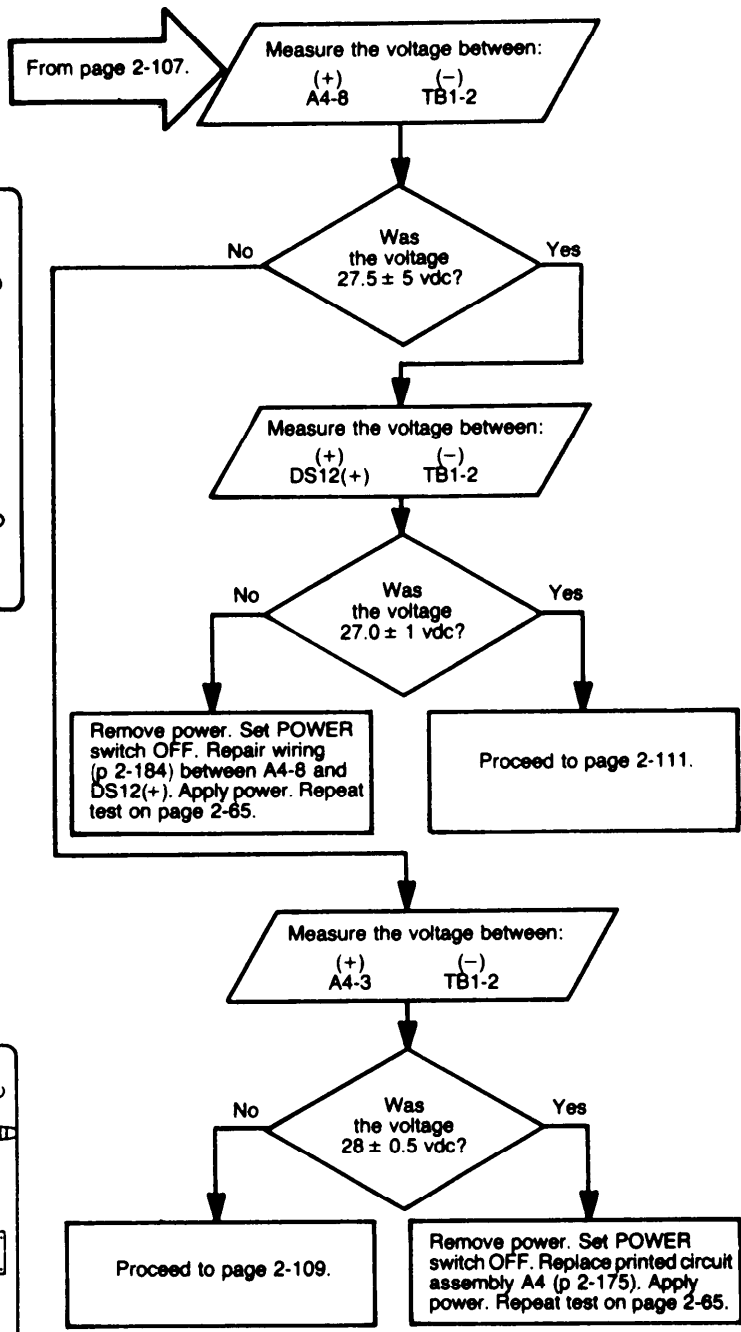 From page 2-107.
Measure the voltage between:
(+) (−)
A4-8 TB1-2
Was
the voltage
27.5 ± 5 vdc?
No
Yes
Measure the voltage between:
(+) (−)
DS12(+) TB1-2
Was
the voltage
27.0 ± 1 vdc?
No
Yes
Remove power. Set POWER
switch OFF. Repair wiring
(p 2-184) between A4-8 and
DS12(+). Apply power. Repeat
test on page 2-65.
Proceed to page 2-111.
Measure the voltage between:
(+) (−)
A4-3 TB1-2
Was
the voltage
28 ± 0.5 vdc?
No
Yes
Proceed to page 2-109.
Remove power. Set POWER
switch OFF. Replace printed circuit
assembly A4 (p 2-175). Apply
power. Repeat test on page 2-65.